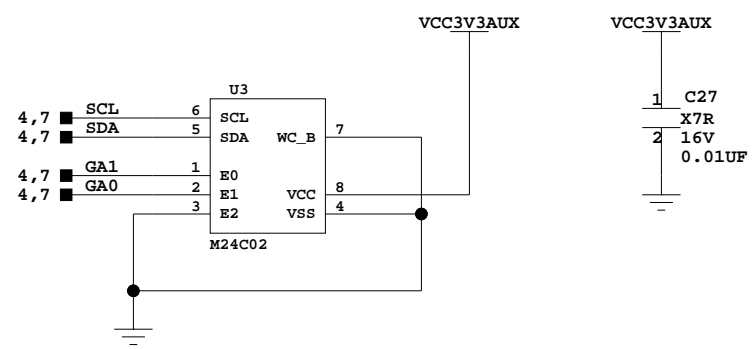 VCC3V3AUX VCC3V3AUX
U3
4,7 SCL 6 SCL
4,7 SDA 5 SDA WC_B 7
4,7 GA1 1 E0
4,7 GA0 2 E1 VCC 8
3 E2 VSS 4
M24C02
1 C27
X7R
2 16V
0.01UF